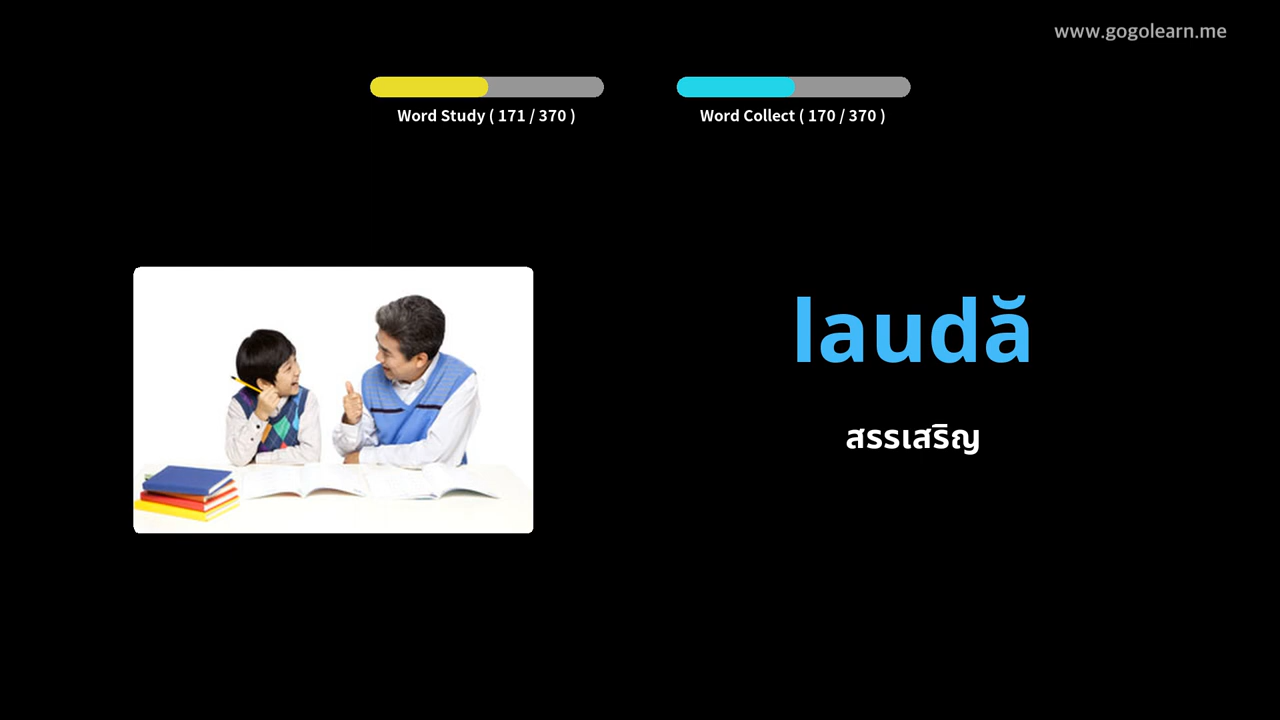 www.gogolearn.me
Word Study ( 171 / 370 )
Word Collect ( 170 / 370 )
laudă
สรรเสริญ